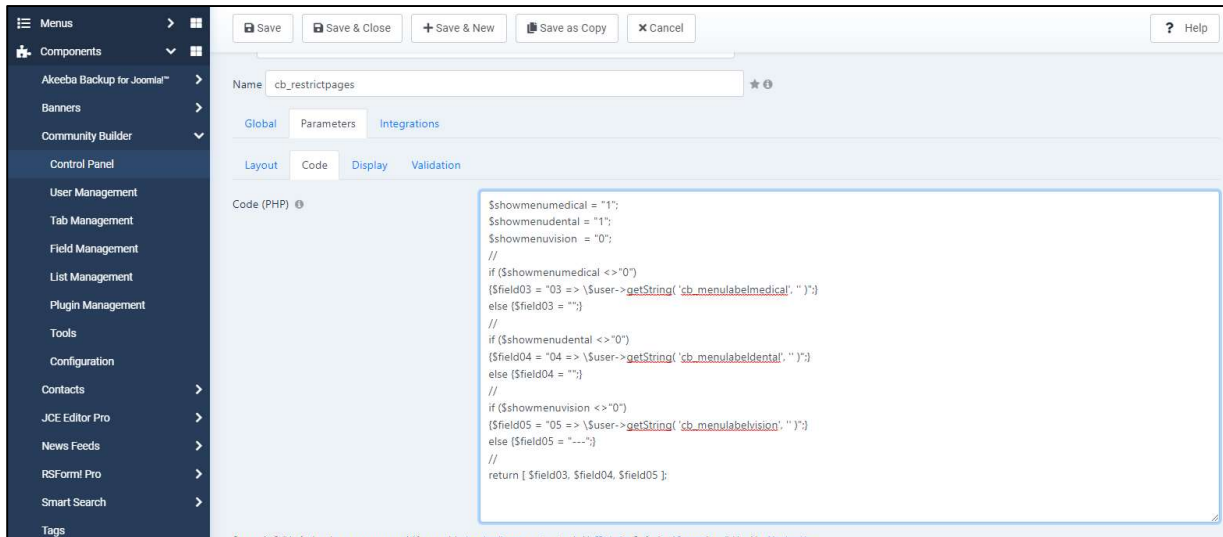 Menus
Components
Akeeba Backup for Joomla!™
Banners
Community Builder
Control Panel
User Management
Tab Management
Field Management
List Management
Plugin Management
Tools
Configuration
Contacts
JCE Editor Pro
News Feeds
RSForm! Pro
Smart Search
Tags
Save
Save & Close
Save & New
Save as Copy
Cancel
Help
Name cb_restrictpages
Global Parameters Integrations
Layout Code Display Validation
Code (PHP)
$showmenumedical = "1";
$showmenudental = "1";
$showmenuvision = "0";
//
if ($showmenumedical <>"0")
{$field03 = "03 => \$user->getString( 'cb_menulabelmedical', '' )";}
else {$field03 = "";}
//
if ($showmenudental <>"0")
{$field04 = "04 => \$user->getString( 'cb_menulabeldental', '' )";}
else {$field04 = "";}
//
if ($showmenuvision <>"0")
{$field05 = "05 => \$user->getString( 'cb_menulabelvision', '' )";}
else {$field05 = "---";}
//
return [ $field03, $field04, $field05 ];